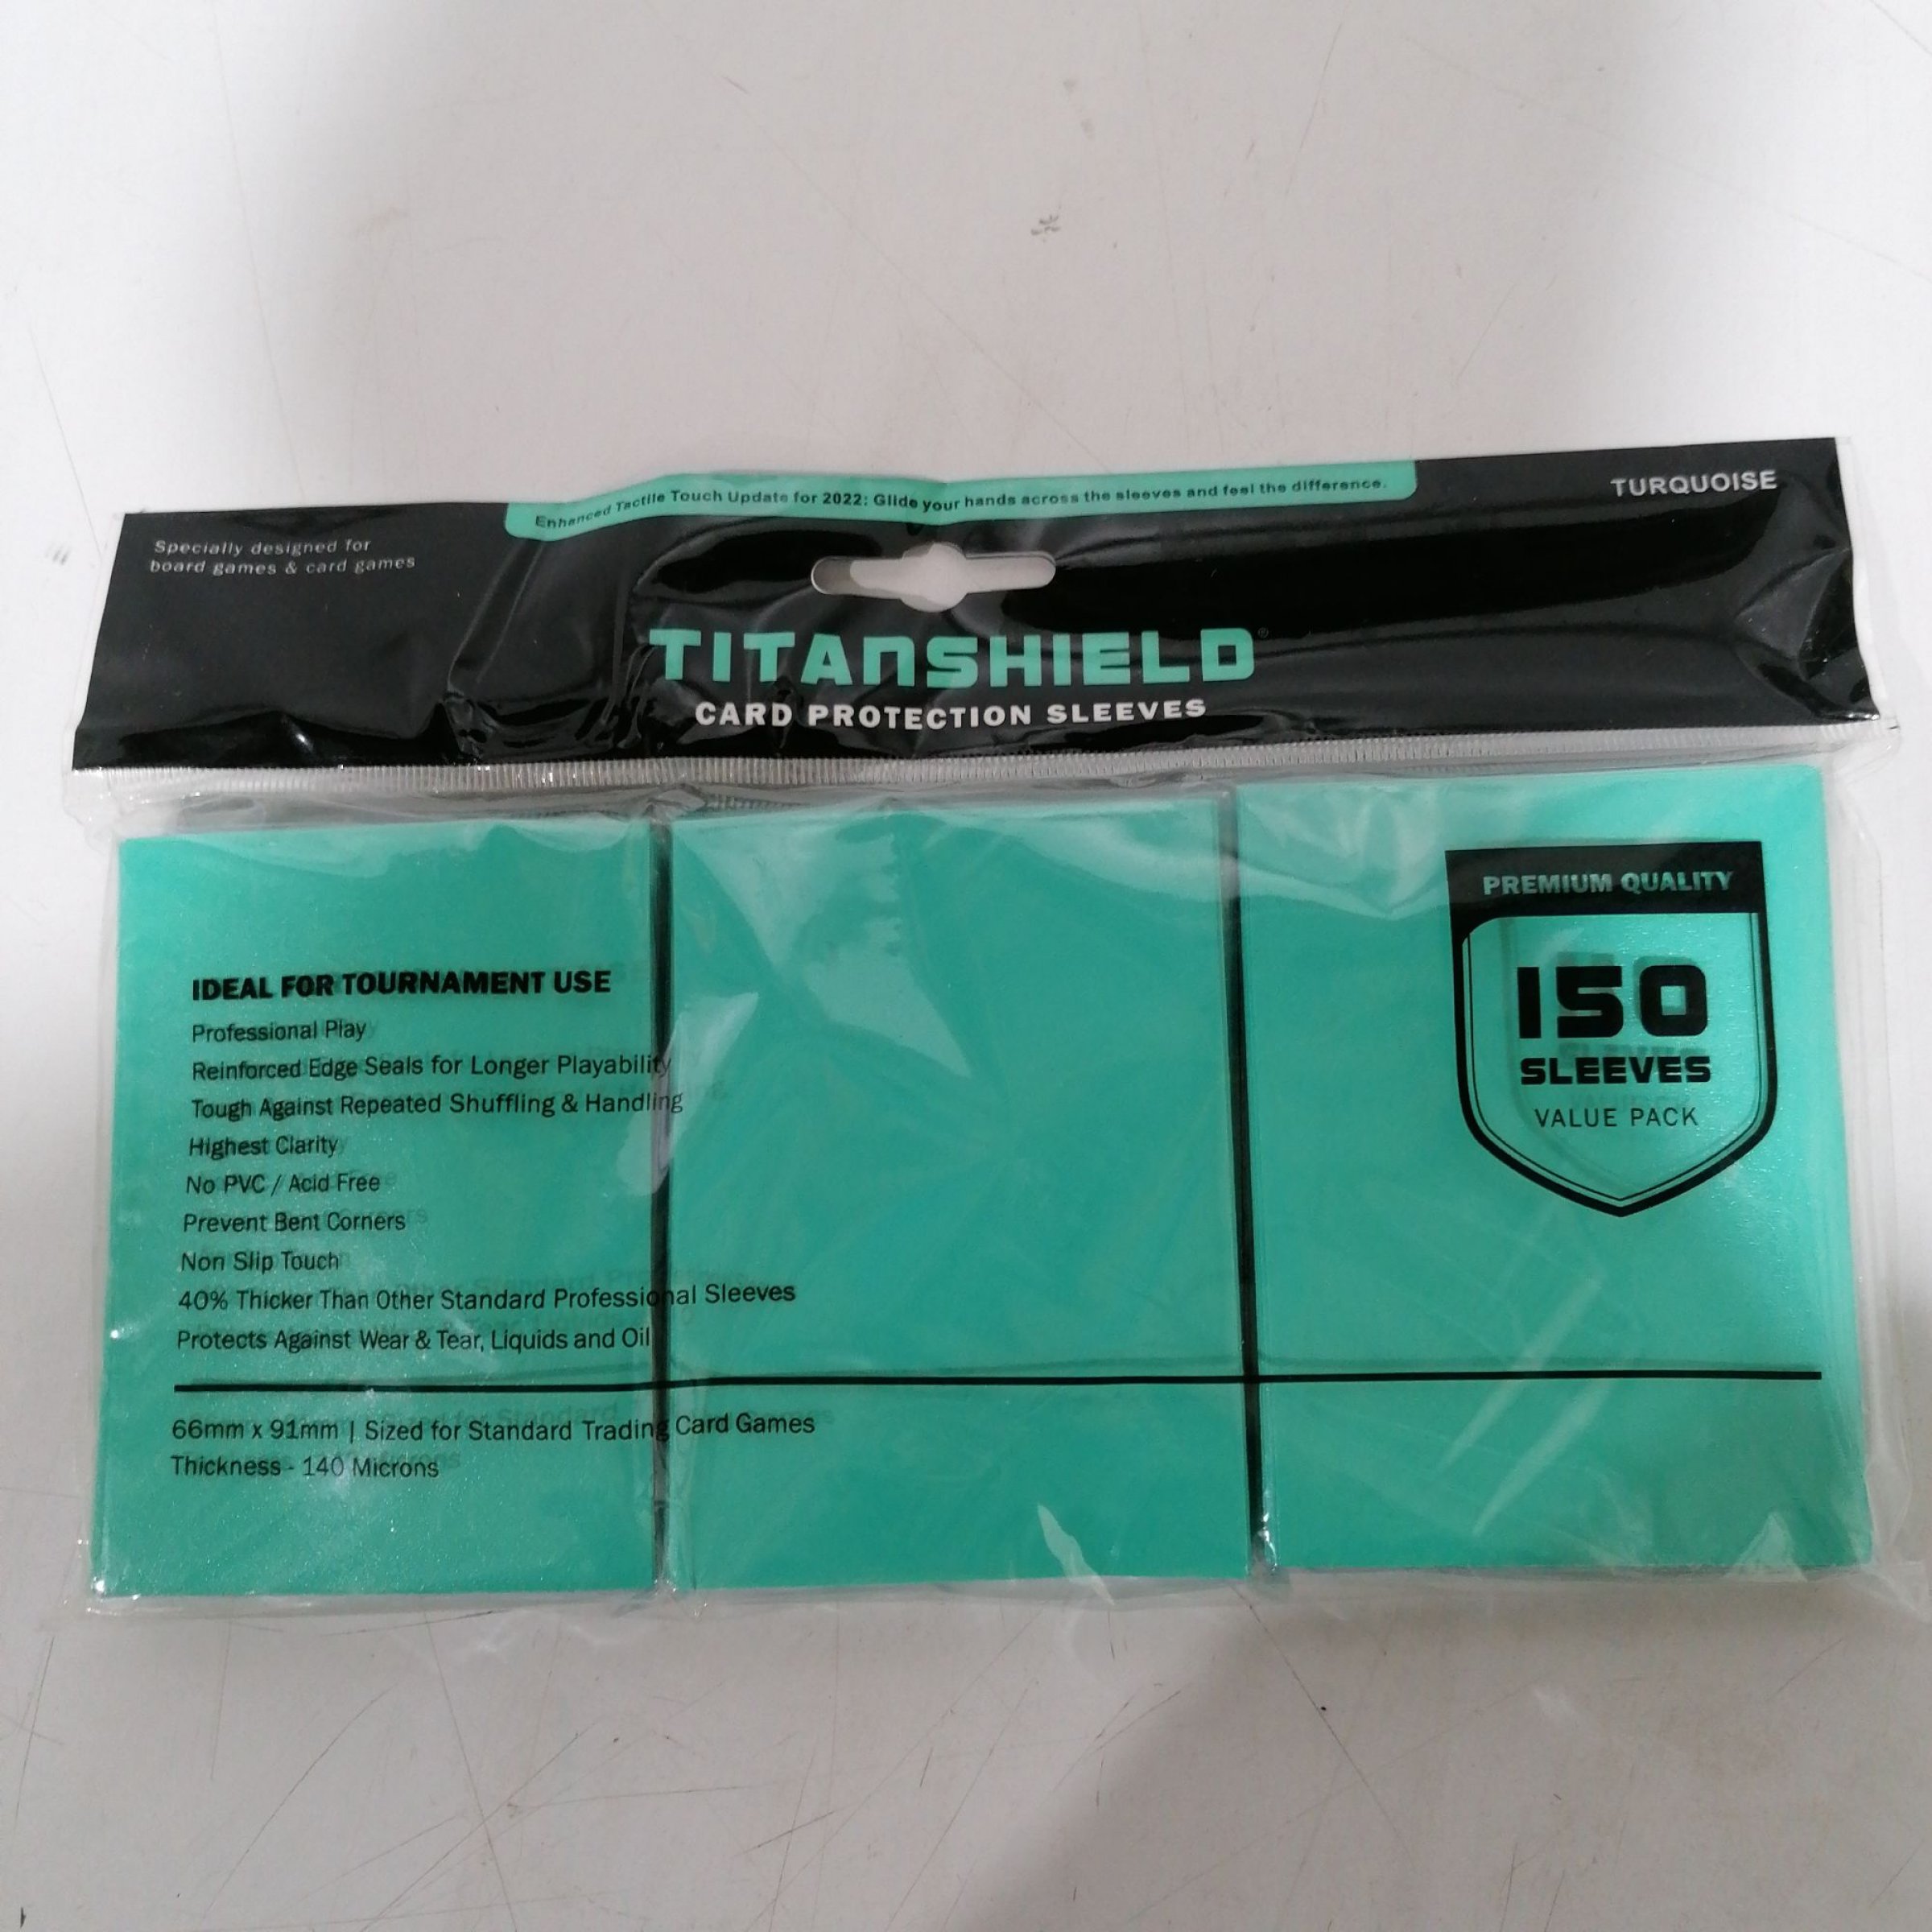 Enhanced Tactile Touch Update for 2022: Glide your hands across the sleeves and feel the difference.
TURQUOISE
Specially designed for
board games & card games
TITANSHIELD®
CARD PROTECTION SLEEVES
PREMIUM QUALITY
150
SLEEVES
VALUE PACK
IDEAL FOR TOURNAMENT USE
Professional Play
Reinforced Edge Seals for Longer Playability
Tough Against Repeated Shuffling & Handling
Highest Clarity
No PVC / Acid Free
Prevent Bent Corners
Non Slip Touch
40% Thicker Than Other Standard Professional Sleeves
Protects Against Wear & Tear, Liquids and Oil
66mm x 91mm | Sized for Standard Trading Card Games
Thickness - 140 Microns